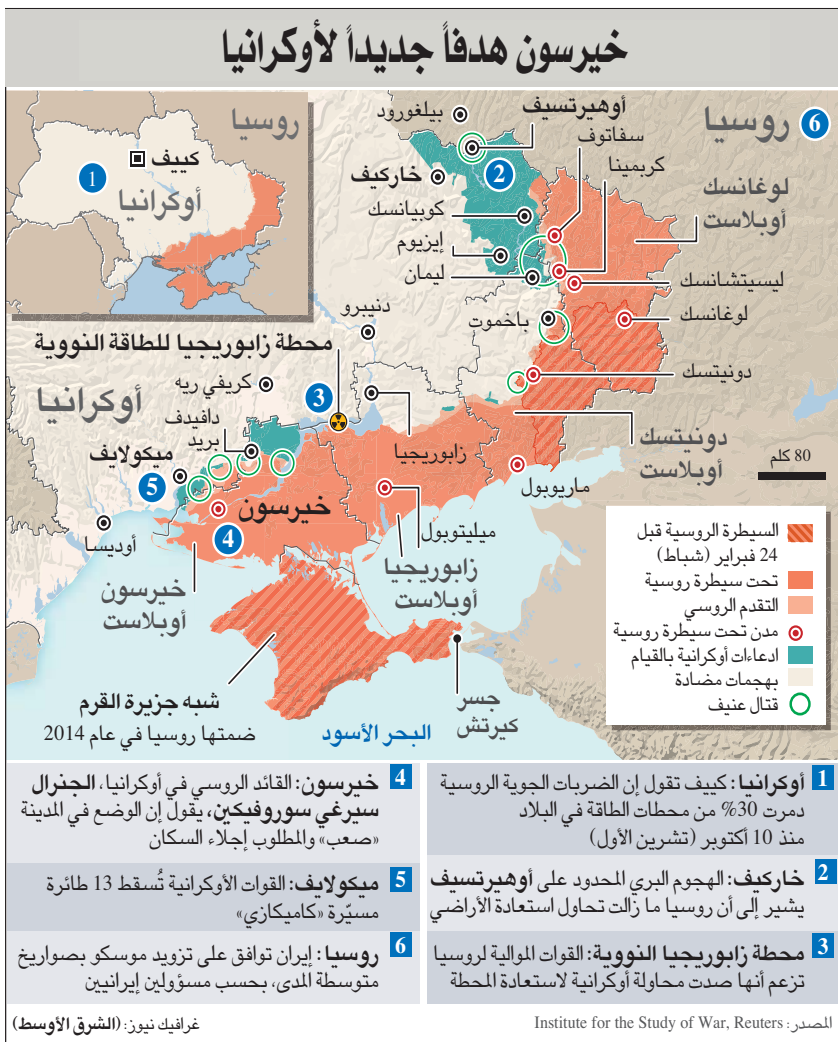 خيرسون هدفاً جديداً لأوكرانيا
روسيا
كييف
1
أوكرانيا
6 روسيا
بيلغورود
أوهيرتسيف
سفاتوف
كريمينا
2
خاركيف
لوغانسك
أوبلاست
كوبيانسك
إيزيوم
ليمان
ليسيتشانسك
لوغانسك
باخموت
دونيتسك
دنيبرو
محطة زابوريجيا للطاقة النووية
3
كريفي ريه
أوكرانيا
دافيدف
بريد
زابوريجيا
دونيتسك
أوبلاست
80 كلم
ميكولايف
5
خيرسون
4
ماريوبول
ميليتوبول
أوديسا
خيرسون
أوبلاست
زابوريجيا
أوبلاست
شبه جزيرة القرم
ضمتها روسيا في عام 2014
البحر الأسود
جسر
كيرتش
السيطرة الروسية قبل
24 فبراير (شباط)
تحت سيطرة روسية
التقدم الروسي
مدن تحت سيطرة روسية
ادعاءات أوكرانية بالقيام
بهجمات مضادة
قتال عنيف
1 أوكرانيا: كييف تقول إن الضربات الجوية الروسية
دمرت 30% من محطات الطاقة في البلاد
منذ 10 أكتوبر (تشرين الأول)
2 خاركيف: الهجوم البري المحدود على أوهيرتسيف
يشير إلى أن روسيا ما زالت تحاول استعادة الأراضي
3 محطة زابوريجيا النووية: القوات الموالية لروسيا
تزعم أنها صدت محاولة أوكرانية لاستعادة المحطة
4 خيرسون: القائد الروسي في أوكرانيا، الجنرال
سيرغي سوروفيكين، يقول إن الوضع في المدينة
«صعب» والمطلوب إجلاء السكان
5 ميكولايف: القوات الأوكرانية تُسقط 13 طائرة
مسيّرة «كاميكازي»
6 روسيا: إيران توافق على تزويد موسكو بصواريخ
متوسطة المدى، بحسب مسؤولين إيرانيين
المصدر: Institute for the Study of War, Reuters
غرافيك نيوز: (الشرق الأوسط)